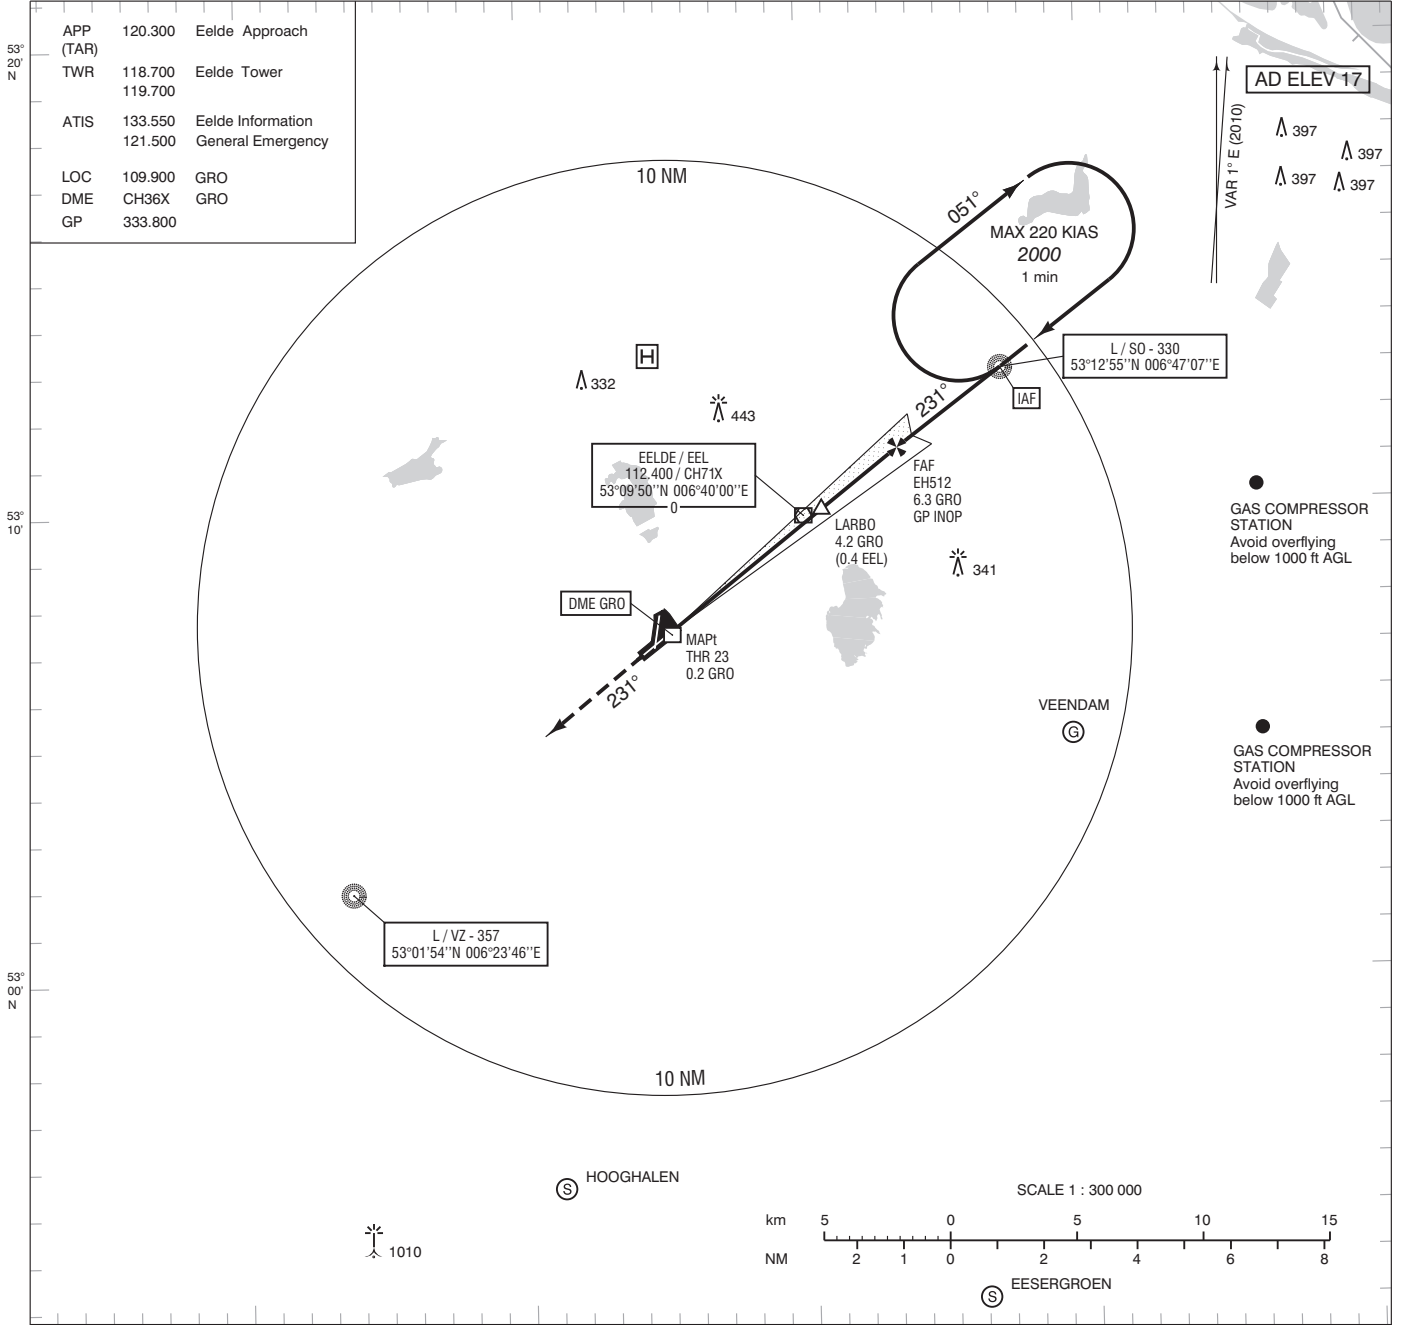 APP 120.300 Eelde Approach
(TAR)
TWR 118.700 Eelde Tower
119.700
ATIS 133.550 Eelde Information
121.500 General Emergency
LOC 109.900 GRO
DME CH36X GRO
GP 333.800
53°
20'
N
AD ELEV 17
VAR 1° E (2010)
397
397
397
397
10 NM
051°
MAX 220 KIAS
2000
1 min
L / SO - 330
53°12'55''N 006°47'07''E
IAF
H
332
443
231°
EELDE / EEL
112.400 / CH71X
53°09'50''N 006°40'00''E
0
FAF
EH512
6.3 GRO
GP INOP
53°
10'
N
LARBO
4.2 GRO
(0.4 EEL)
341
GAS COMPRESSOR
STATION
Avoid overflying
below 1000 ft AGL
DME GRO
MAPt
THR 23
0.2 GRO
231°
VEENDAM
G
GAS COMPRESSOR
STATION
Avoid overflying
below 1000 ft AGL
L / VZ - 357
53°01'54''N 006°23'46''E
53°
00'
N
10 NM
HOOGHALEN
S
1010
SCALE 1 : 300 000
km 5 0 5 10 15
NM 2 1 0 2 4 6 8
EESERGROEN
S